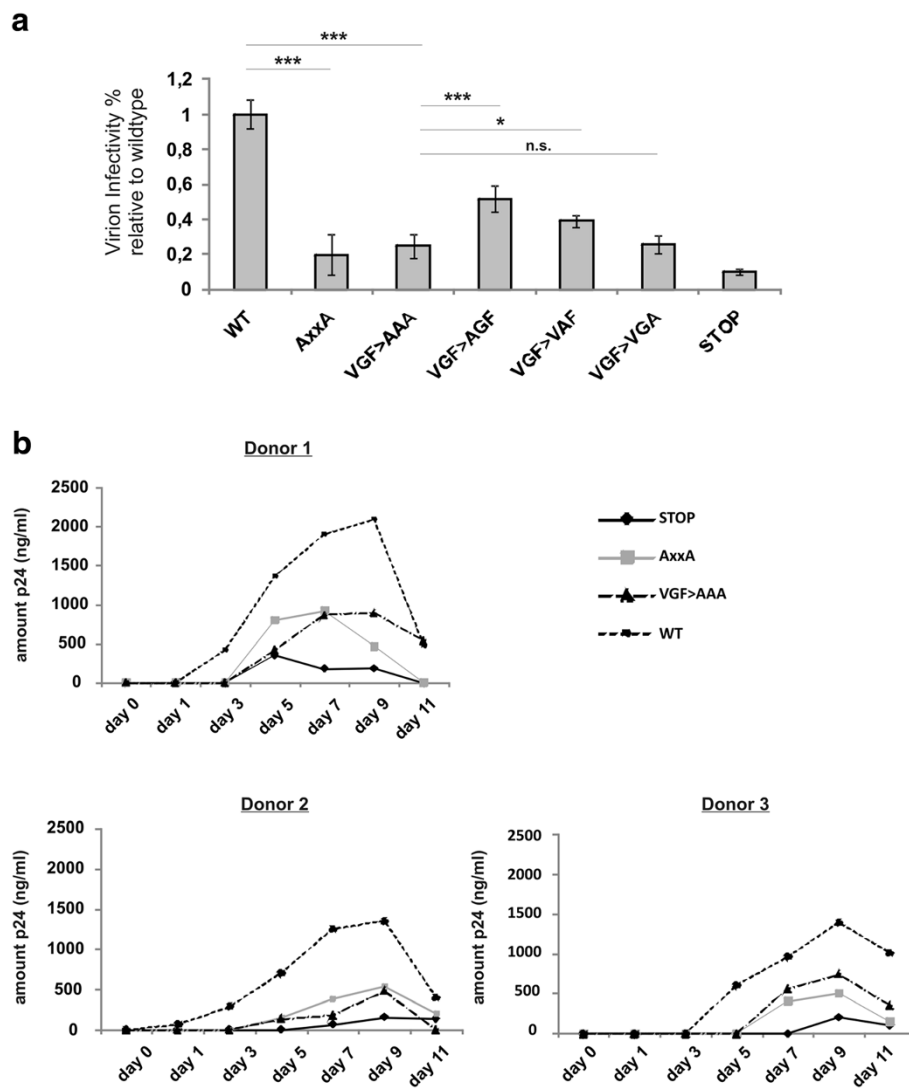 a
***
***
***
*
n.s.
Virion Infectivity %
relative to wildtype
1,2
1
0,8
0,6
0,4
0,2
0
WT
AxxA
VGF>AAA
VGF>AGF
VGF>VAF
VGF>VGA
STOP
b
Donor 1
amount p24 (ng/ml)
2500
2000
1500
1000
500
0
day 0
day 1
day 3
day 5
day 7
day 9
day 11
STOP
AxxA
VGF>AAA
WT
Donor 2
amount p24 (ng/ml)
2500
2000
1500
1000
500
0
day 0
day 1
day 3
day 5
day 7
day 9
day 11
Donor 3
amount p24 (ng/ml)
2500
2000
1500
1000
500
0
day 0
day 1
day 3
day 5
day 7
day 9
day 11